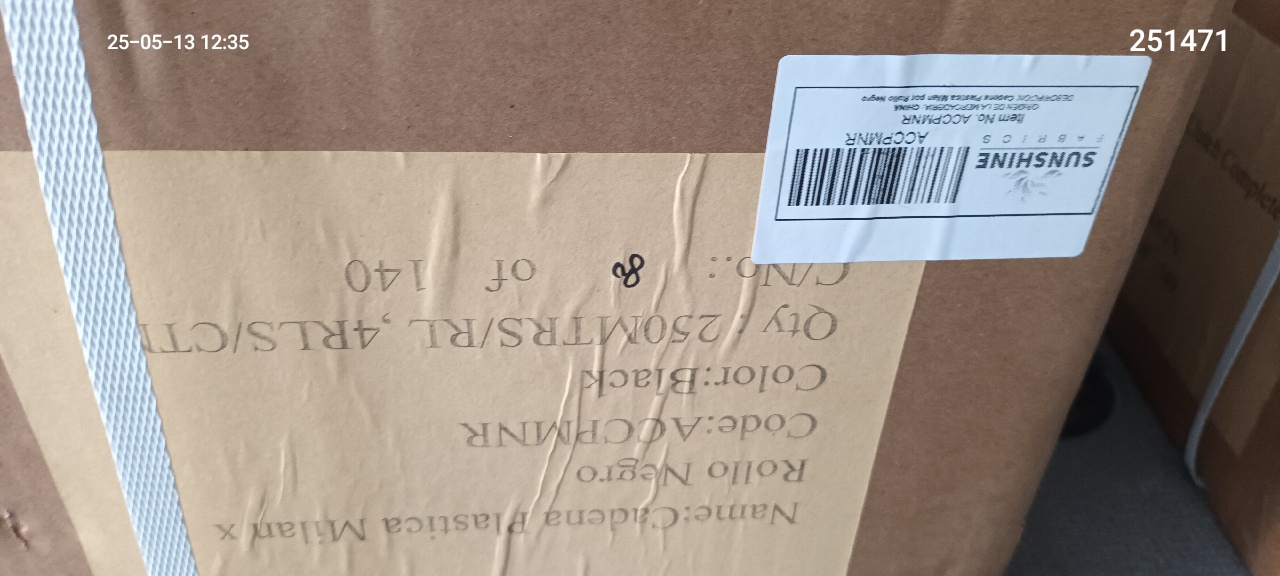 25-05-13 12:35
251471
Name:Cadena Plastica Milan x
Rollo Negro
Code:ACCPMNR
Color:Black
Qty : 250MTRS/RL ,4RLS/CTN
C/No.: of 140
SUNSHINE
FABRICS
ACCPMNR
Item No. ACCPMNR
ORIGEN DE LA MERCADERIA: CHINA
DESCRIPCION: Cadena Plastica Milan por Rollo Negro
Complete